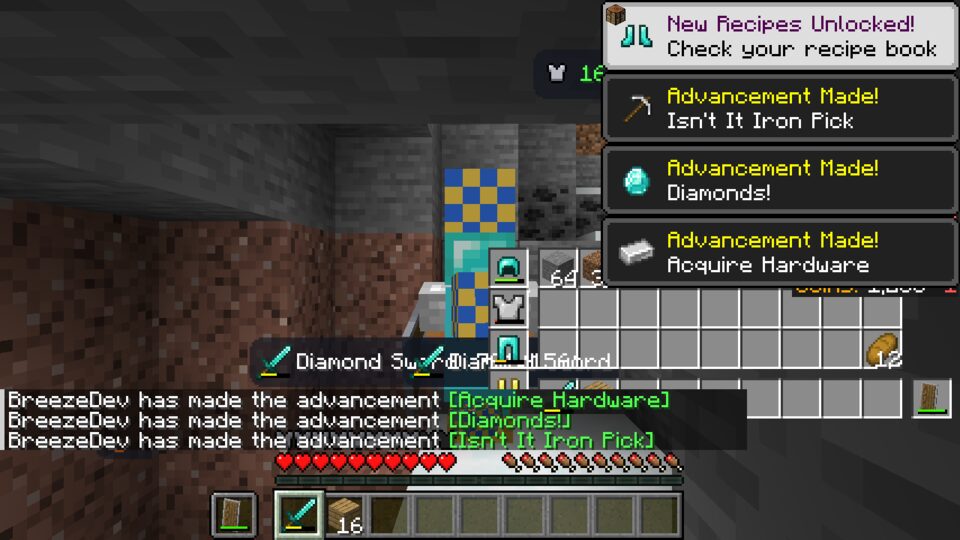 New Recipes Unlocked!
Check your recipe book
16
Advancement Made!
Isn't It Iron Pick
Advancement Made!
Diamonds!
64
Advancement Made!
Acquire Hardware
12
Diamond
BreezeDev has made the advancement [Acquire Hardware]
BreezeDev has made the advancement [Diamonds!]
BreezeDev has made the advancement [Isn't It Iron Pick]
16